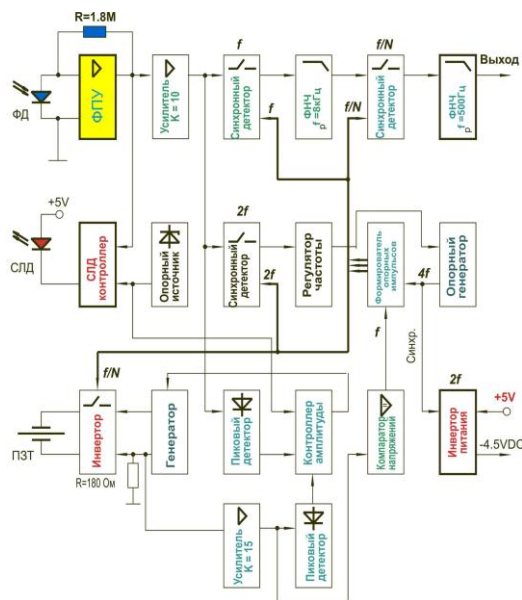 R=1.8M
ФД
ФПУ
Усилитель
K = 10
f
Синхронный
детектор
f
ФНЧ
fр=8кГц
f/N
f/N
Синхронный
детектор
ФНЧ
fр=500Гц
Выход
+5V
СЛД
СЛД
контроллер
Опорный
источник
2f
Синхронный
детектор
2f
Регулятор
частоты
Формирователь
опорных
импульсов
4f
Опорный
генератор
f
Синхр.
f/N
ПЗТ
Инвертор
R=180 Ом
Генератор
Пиковый
детектор
Контроллер
амплитуды
Компаратор
напряжений
2f
Инвертор
питания
+5V
-4.5VDC
Усилитель
K = 15
Пиковый
детектор